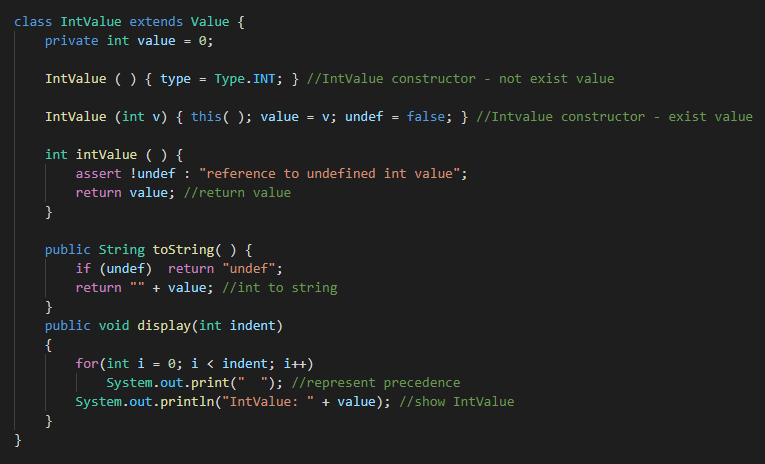 class IntValue extends Value {
    private int value = 0;

    IntValue ( ) { type = Type.INT; } //IntValue constructor - not exist value

    IntValue (int v) { this( ); value = v; undef = false; } //Intvalue constructor - exist value

    int intValue ( ) {
        assert !undef : "reference to undefined int value";
        return value; //return value
    }

    public String toString( ) {
        if (undef)  return "undef";
        return "" + value; //int to string
    }
    public void display(int indent)
    {
        for(int i = 0; i < indent; i++)
            System.out.print("  "); //represent precedence
        System.out.println("IntValue: " + value); //show IntValue
    }
}